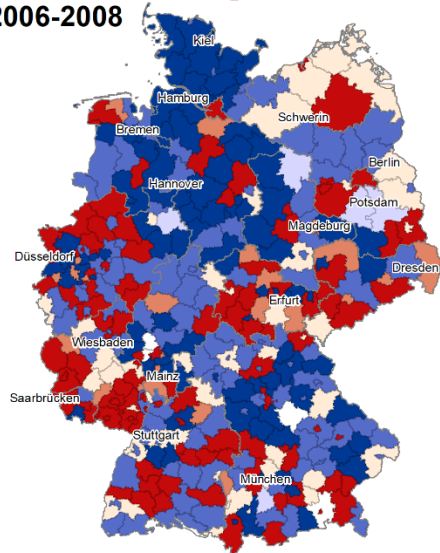 2006-2008
Kiel
Hamburg
Schwerin
Bremen
Berlin
Hannover
Potsdam
Magdeburg
Düsseldorf
Dresden
Erfurt
Wiesbaden
Mainz
Saarbrücken
Stuttgart
München